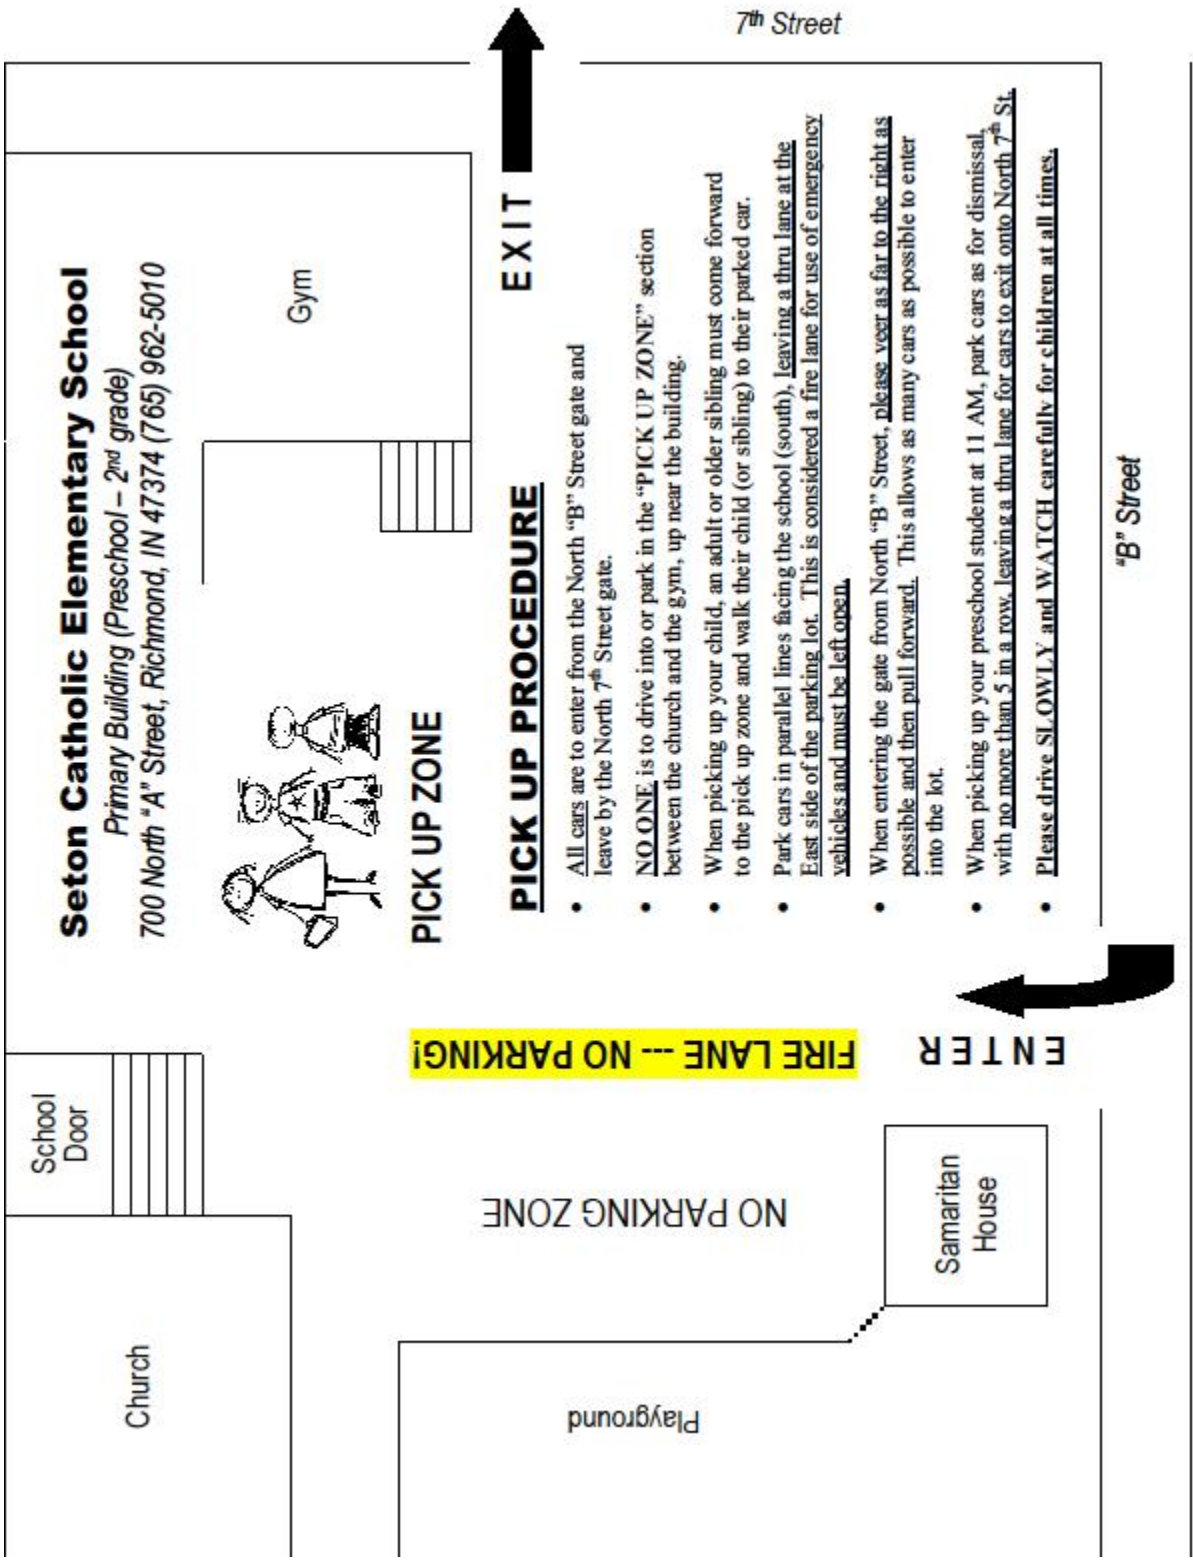 Seton Catholic Elementary School
Primary Building (Preschool – 2nd grade)
700 North "A" Street, Richmond, IN 47374 (765) 962-5010
School
Door
Church
Gym
PICK UP ZONE
EXIT
7th Street
PICK UP PROCEDURE
• All cars are to enter from the North "B" Street gate and
leave by the North 7th Street gate.
• NO ONE is to drive into or park in the "PICK UP ZONE" section
between the church and the gym, up near the building.
• When picking up your child, an adult or older sibling must come forward
to the pick up zone and walk their child (or sibling) to their parked car.
• Park cars in parallel lines facing the school (south), leaving a thru lane at the
East side of the parking lot. This is considered a fire lane for use of emergency
vehicles and must be left open.
• When entering the gate from North "B" Street, please veer as far to the right as
possible and then pull forward. This allows as many cars as possible to enter
into the lot.
• When picking up your preschool student at 11 AM, park cars as for dismissal,
with no more than 5 in a row, leaving a thru lane for cars to exit onto North 7th St.
• Please drive SLOWLY and WATCH carefully for children at all times.
FIRE LANE --- NO PARKING!
ENTER
NO PARKING ZONE
Playground
Samaritan
House
"B" Street